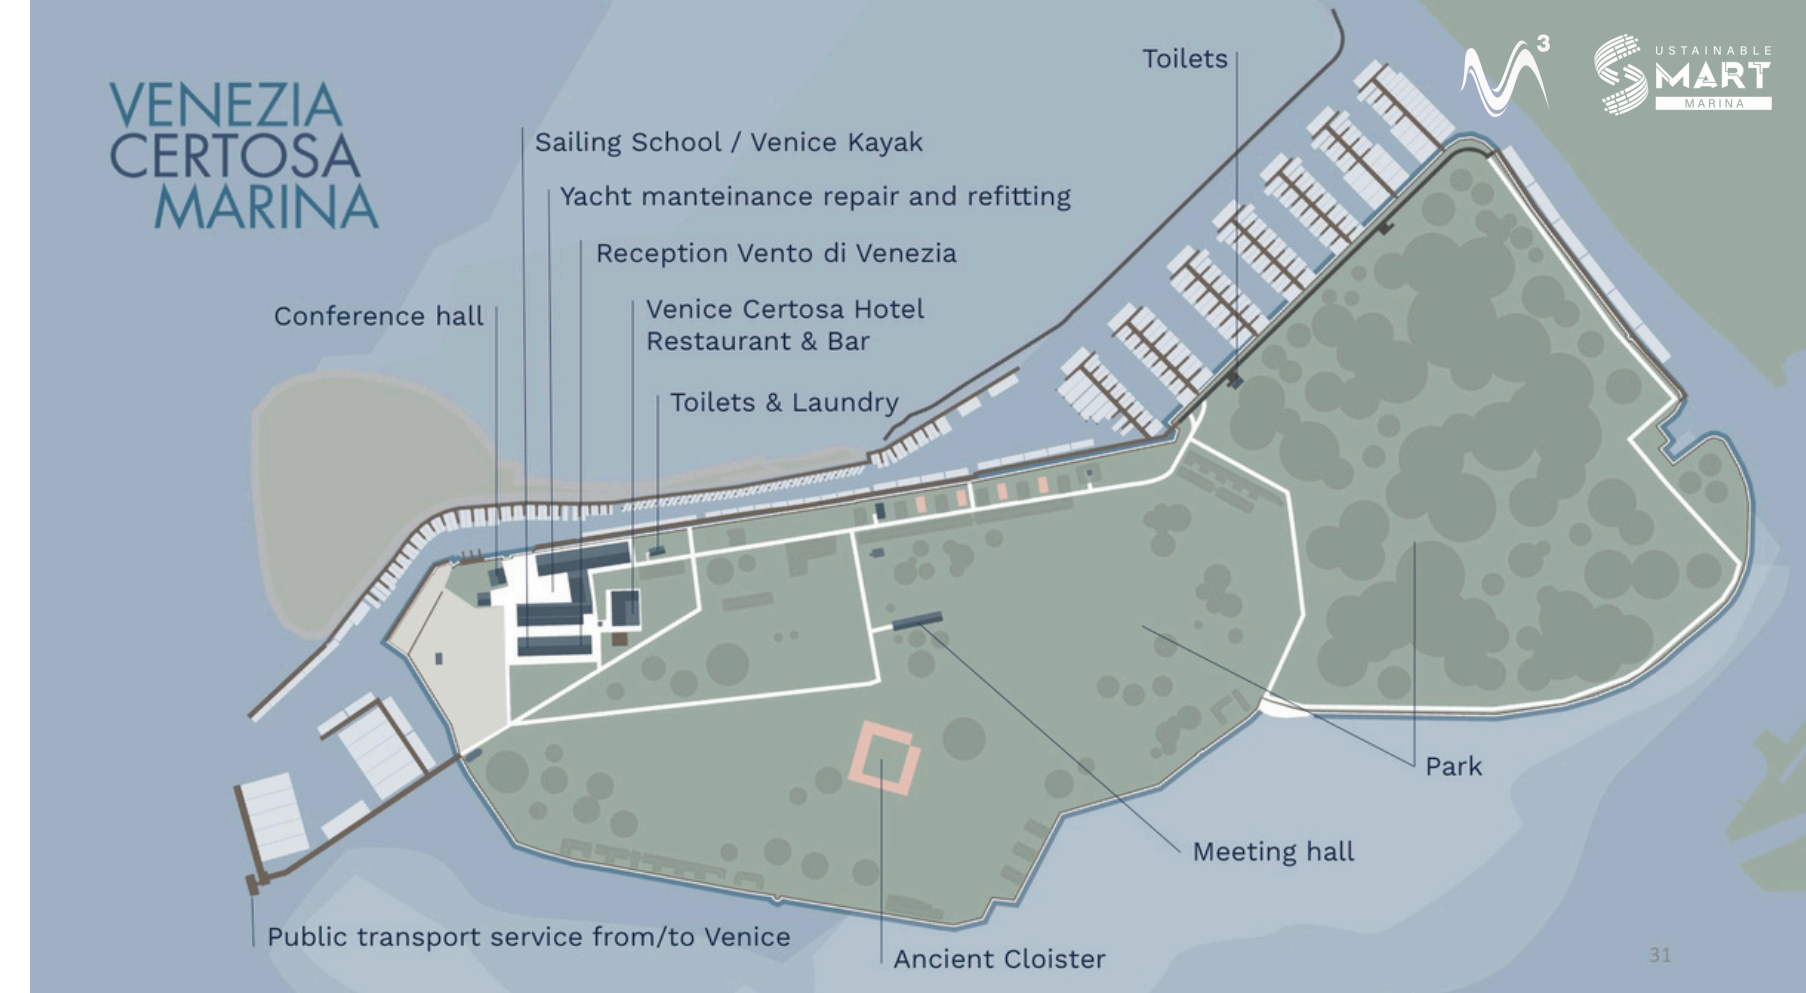 VENEZIA
CERTOSA
MARINA
Toilets
3
USTAINABLE
SMART
MARINA
Sailing School / Venice Kayak
Yacht manteinance repair and refitting
Reception Vento di Venezia
Conference hall
Venice Certosa Hotel
Restaurant & Bar
Toilets & Laundry
Park
Meeting hall
Public transport service from/to Venice
Ancient Cloister
31